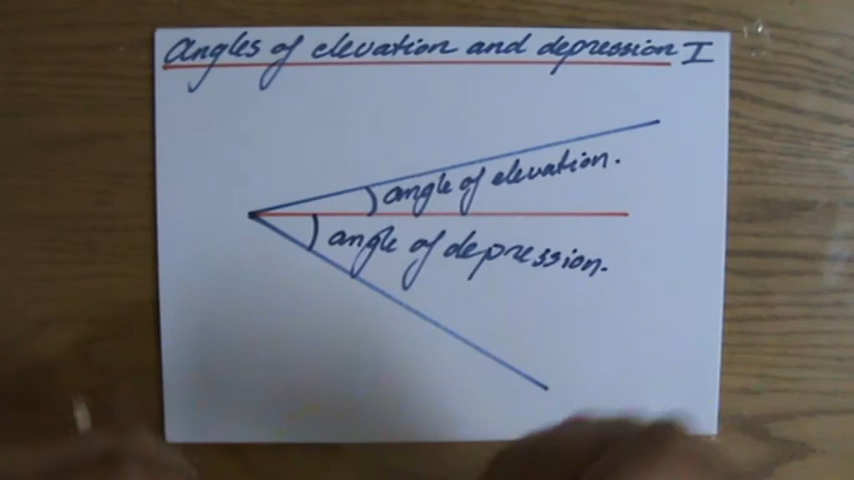 Angles of elevation and depression I
angle of elevation.
angle of depression.